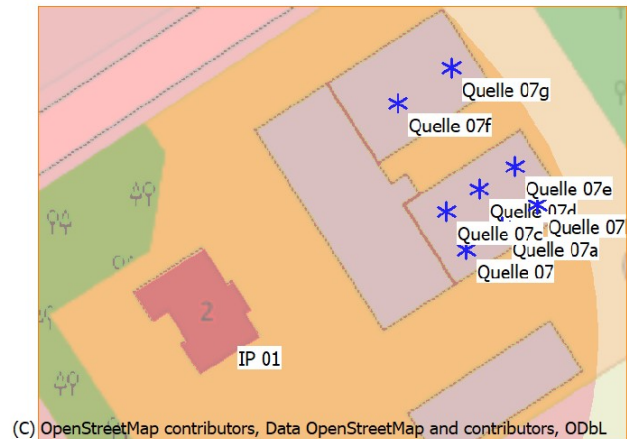 Quelle 07g
Quelle 07f
Quelle 07e
Quelle 07d
Quelle 07
Quelle 07c
Quelle 07a
Quelle 07
2
IP 01
(C) OpenStreetMap contributors, Data OpenStreetMap and contributors, ODbL